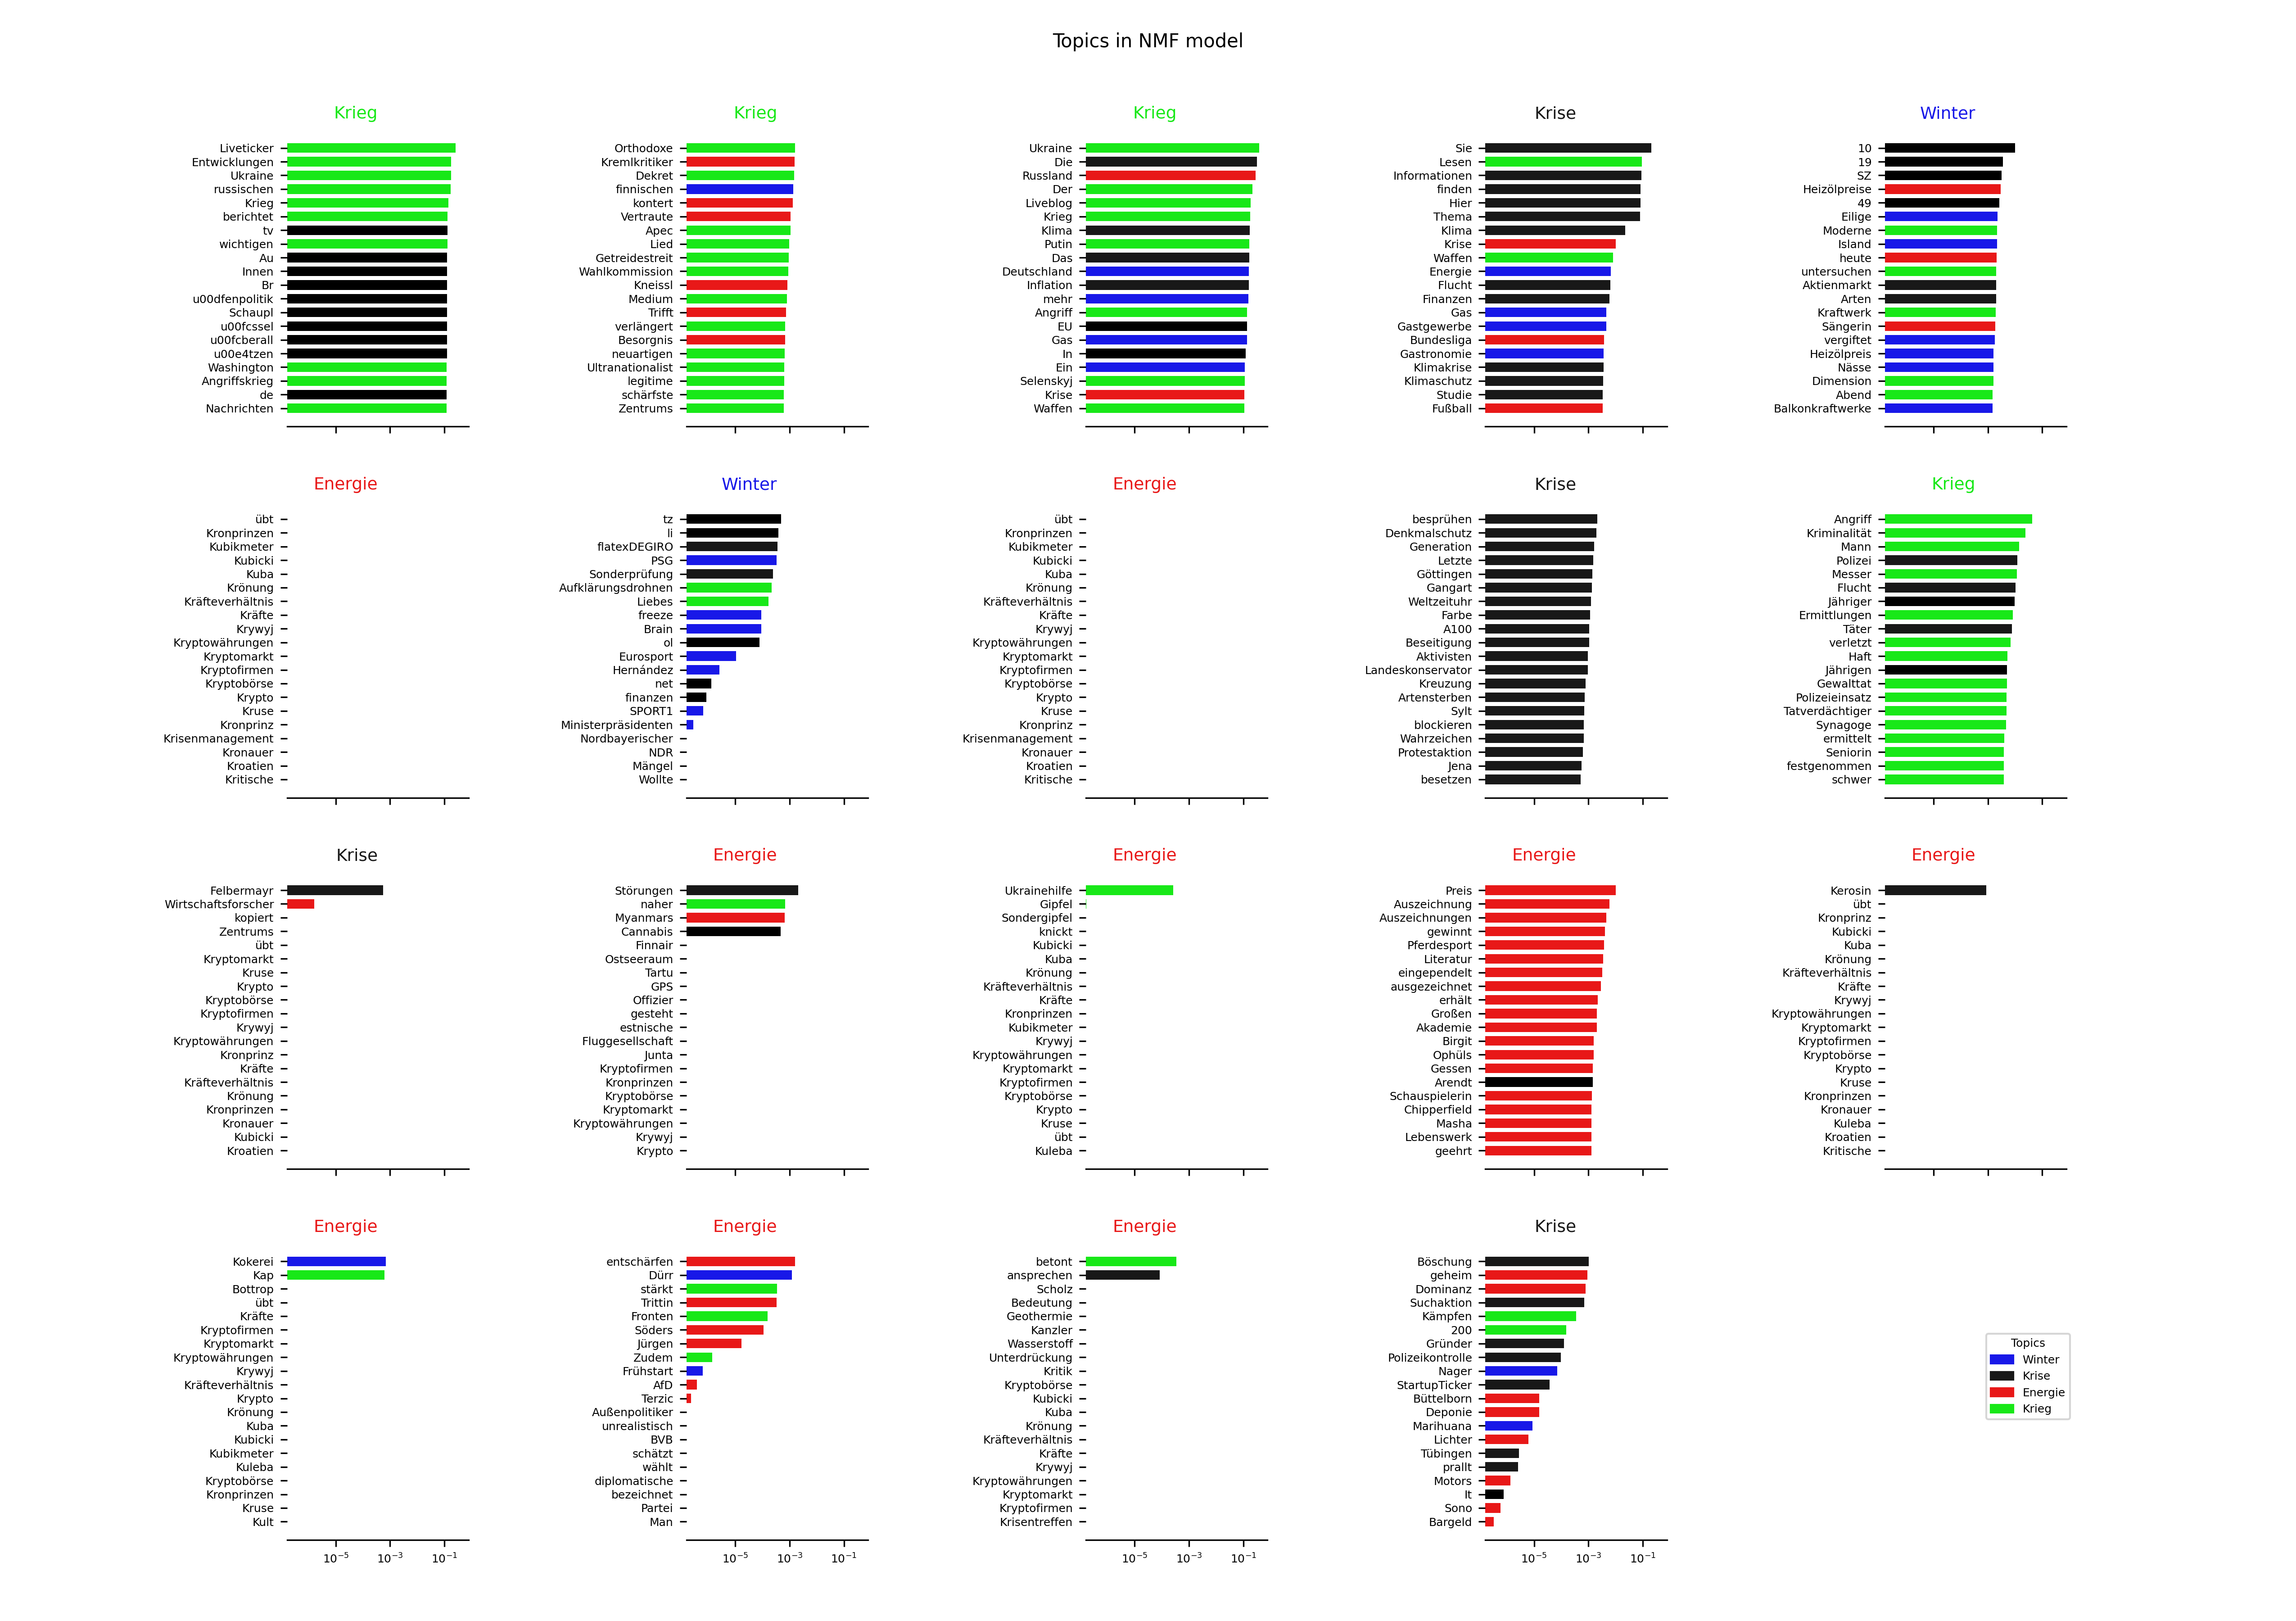 Topics in NMF model
Krieg
Liveticker
Entwicklungen
Ukraine
russischen
Krieg
berichtet
tv
wichtigen
Au
Innen
Br
u00dfenpolitik
Schaupl
u00fcssel
u00fcberall
u00e4tzen
Washington
Angriffskrieg
de
Nachrichten
Krieg
Orthodoxe
Kremlkritiker
Dekret
finnischen
kontert
Vertraute
Apec
Lied
Getreidestreit
Wahlkommission
Kneissl
Medium
Trifft
verlängert
Besorgnis
neuartigen
Ultranationalist
legitime
schärfste
Zentrums
Krieg
Ukraine
Die
Russland
Der
Liveblog
Krieg
Klima
Putin
Das
Deutschland
Inflation
mehr
Angriff
EU
Gas
In
Ein
Selenskyj
Krise
Waffen
Krise
Sie
Lesen
Informationen
finden
Hier
Thema
Klima
Krise
Waffen
Energie
Flucht
Finanzen
Gas
Gastgewerbe
Bundesliga
Gastronomie
Klimakrise
Klimaschutz
Studie
Fußball
Winter
10
19
SZ
Heizölpreise
49
Eilige
Moderne
Island
heute
untersuchen
Aktienmarkt
Arten
Kraftwerk
Sängerin
vergiftet
Heizölpreis
Nässe
Dimension
Abend
Balkonkraftwerke
Energie
übt
Kronprinzen
Kubikmeter
Kubicki
Kuba
Krönung
Kräfteverhältnis
Kräfte
Krywyj
Kryptowährungen
Kryptomarkt
Kryptofirmen
Kryptobörse
Krypto
Kruse
Kronprinz
Krisenmanagement
Kronauer
Kroatien
Kritische
Winter
tz
li
flatexDEGIRO
PSG
Sonderprüfung
Aufklärungsdrohnen
Liebes
freeze
Brain
ol
Eurosport
Hernández
net
finanzen
SPORT1
Ministerpräsidenten
Nordbayerischer
NDR
Mängel
Wollte
Energie
übt
Kronprinzen
Kubikmeter
Kubicki
Kuba
Krönung
Kräfteverhältnis
Kräfte
Krywyj
Kryptowährungen
Kryptomarkt
Kryptofirmen
Kryptobörse
Krypto
Kruse
Kronprinz
Krisenmanagement
Kronauer
Kroatien
Kritische
Krise
besprühen
Denkmalschutz
Generation
Letzte
Göttingen
Gangart
Weltzeituhr
Farbe
A100
Beseitigung
Aktivisten
Landeskonservator
Kreuzung
Artensterben
Sylt
blockieren
Wahrzeichen
Protestaktion
Jena
besetzen
Krieg
Angriff
Kriminalität
Mann
Polizei
Messer
Flucht
Jähriger
Ermittlungen
Täter
verletzt
Haft
Jährigen
Gewalttat
Polizeieinsatz
Tatverdächtiger
Synagoge
ermittelt
Seniorin
festgenommen
schwer
Krise
Felbermayr
Wirtschaftsforscher
kopiert
Zentrums
übt
Kryptomarkt
Kruse
Krypto
Kryptobörse
Kryptofirmen
Krywyj
Kryptowährungen
Kronprinz
Kräfte
Kräfteverhältnis
Krönung
Kronprinzen
Kronauer
Kubicki
Kroatien
Energie
Störungen
naher
Myanmars
Cannabis
Finnair
Ostseeraum
Tartu
GPS
Offizier
gesteht
estnische
Fluggesellschaft
Junta
Kryptofirmen
Kronprinzen
Kryptobörse
Kryptomarkt
Kryptowährungen
Krywyj
Krypto
Energie
Ukrainehilfe
Gipfel
Sondergipfel
knickt
Kubicki
Kuba
Krönung
Kräfteverhältnis
Kräfte
Kronprinzen
Kubikmeter
Krywyj
Kryptowährungen
Kryptomarkt
Kryptofirmen
Kryptobörse
Krypto
Kruse
übt
Kuleba
Energie
Preis
Auszeichnung
Auszeichnungen
gewinnt
Pferdesport
Literatur
eingependelt
ausgezeichnet
erhält
Großen
Akademie
Birgit
Ophüls
Gessen
Arendt
Schauspielerin
Chipperfield
Masha
Lebenswerk
geehrt
Energie
Kerosin
übt
Kronprinz
Kubicki
Kuba
Krönung
Kräfteverhältnis
Kräfte
Krywyj
Kryptowährungen
Kryptomarkt
Kryptofirmen
Kryptobörse
Krypto
Kruse
Kronprinzen
Kronauer
Kuleba
Kroatien
Kritische
Energie
Kokerei
Kap
Bottrop
übt
Kräfte
Kryptofirmen
Kryptomarkt
Kryptowährungen
Krywyj
Kräfteverhältnis
Krypto
Krönung
Kuba
Kubicki
Kubikmeter
Kuleba
Kryptobörse
Kronprinzen
Kruse
Kult
10⁻⁵ 10⁻³ 10⁻¹
Energie
entschärfen
Dürr
stärkt
Trittin
Fronten
Söders
Jürgen
Zudem
Frühstart
AfD
Terzic
Außenpolitiker
unrealistisch
BVB
schätzt
wählt
diplomatische
bezeichnet
Partei
Man
10⁻⁵ 10⁻³ 10⁻¹
Energie
betont
ansprechen
Scholz
Bedeutung
Geothermie
Kanzler
Wasserstoff
Unterdrückung
Kritik
Kryptobörse
Kubicki
Kuba
Krönung
Kräfteverhältnis
Kräfte
Krywyj
Kryptowährungen
Kryptomarkt
Kryptofirmen
Krisentreffen
10⁻⁵ 10⁻³ 10⁻¹
Krise
Böschung
geheim
Dominanz
Suchaktion
Kämpfen
200
Gründer
Polizeikontrolle
Nager
StartupTicker
Büttelborn
Deponie
Marihuana
Lichter
Tübingen
prallt
Motors
It
Sono
Bargeld
10⁻⁵ 10⁻³ 10⁻¹
Topics
Winter
Krise
Energie
Krieg